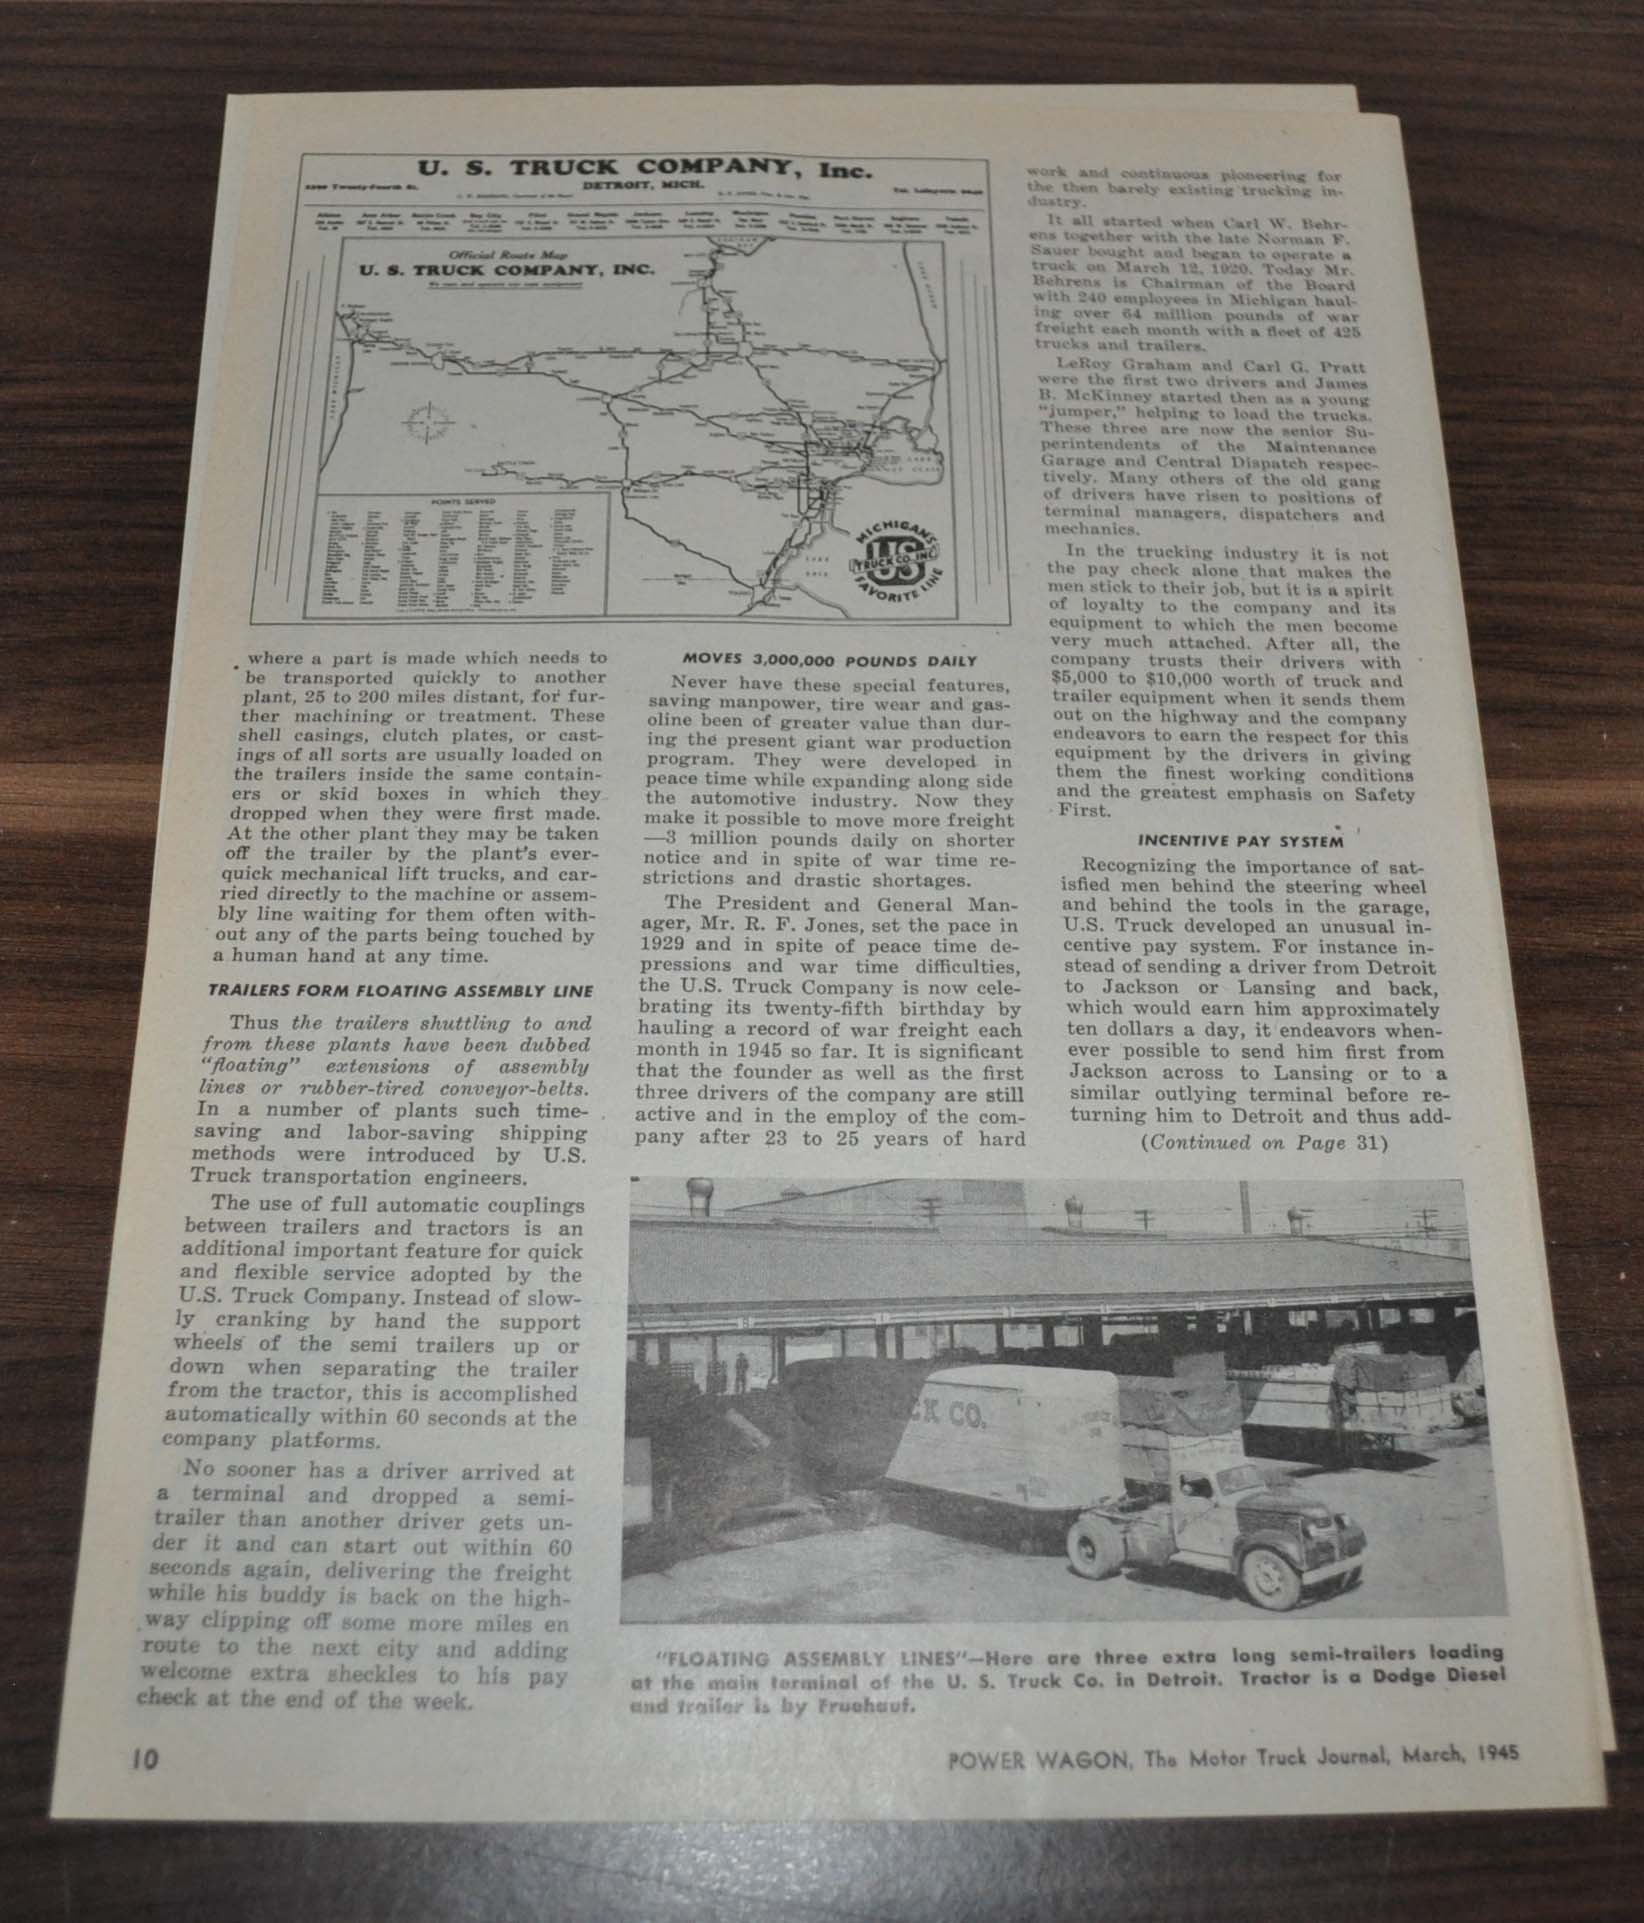 U. S. TRUCK COMPANY, Inc.
DETROIT, MICH.
Official Route Map
U. S. TRUCK COMPANY, INC.
We own and operate our own equipment
POINTS SERVED
MICHIGAN'S
US
TRUCK CO. INC.
FAVORITE LINE
where a part is made which needs to
be transported quickly to another
plant, 25 to 200 miles distant, for fur-
ther machining or treatment. These
shell casings, clutch plates, or cast-
ings of all sorts are usually loaded on
the trailers inside the same contain-
ers or skid boxes in which they
dropped when they were first made.
At the other plant they may be taken
off the trailer by the plant's ever-
quick mechanical lift trucks, and car-
ried directly to the machine or assem-
bly line waiting for them often with-
out any of the parts being touched by
a human hand at any time.
TRAILERS FORM FLOATING ASSEMBLY LINE
Thus the trailers shuttling to and
from these plants have been dubbed
"floating" extensions of assembly
lines or rubber-tired conveyor-belts.
In a number of plants such time-
saving and labor-saving shipping
methods were introduced by U.S.
Truck transportation engineers.
The use of full automatic couplings
between trailers and tractors is an
additional important feature for quick
and flexible service adopted by the
U.S. Truck Company. Instead of slow-
ly cranking by hand the support
wheels of the semi trailers up or
down when separating the trailer
from the tractor, this is accomplished
automatically within 60 seconds at the
company platforms.
No sooner has a driver arrived at
a terminal and dropped a semi-
trailer than another driver gets un-
der it and can start out within 60
seconds again, delivering the freight
while his buddy is back on the high-
way clipping off some more miles en
route to the next city and adding
welcome extra sheckles to his pay
check at the end of the week.
MOVES 3,000,000 POUNDS DAILY
Never have these special features,
saving manpower, tire wear and gas-
oline been of greater value than dur-
ing the present giant war production
program. They were developed in
peace time while expanding along side
the automotive industry. Now they
make it possible to move more freight
—3 million pounds daily on shorter
notice and in spite of war time re-
strictions and drastic shortages.
The President and General Man-
ager, Mr. R. F. Jones, set the pace in
1929 and in spite of peace time de-
pressions and war time difficulties,
the U.S. Truck Company is now cele-
brating its twenty-fifth birthday by
hauling a record of war freight each
month in 1945 so far. It is significant
that the founder as well as the first
three drivers of the company are still
active and in the employ of the com-
pany after 23 to 25 years of hard
work and continuous pioneering for
the then barely existing trucking in-
dustry.
It all started when Carl W. Behr-
ens together with the late Norman F.
Sauer bought and began to operate a
truck on March 12, 1920. Today Mr.
Behrens is Chairman of the Board
with 240 employees in Michigan haul-
ing over 64 million pounds of war
freight each month with a fleet of 425
trucks and trailers.
LeRoy Graham and Carl G. Pratt
were the first two drivers and James
B. McKinney started then as a young
"jumper," helping to load the trucks.
These three are now the senior Su-
perintendents of the Maintenance
Garage and Central Dispatch respec-
tively. Many others of the old gang
of drivers have risen to positions of
terminal managers, dispatchers and
mechanics.
In the trucking industry it is not
the pay check alone that makes the
men stick to their job, but it is a spirit
of loyalty to the company and its
equipment to which the men become
very much attached. After all, the
company trusts their drivers with
$5,000 to $10,000 worth of truck and
trailer equipment when it sends them
out on the highway and the company
endeavors to earn the respect for this
equipment by the drivers in giving
them the finest working conditions
and the greatest emphasis on Safety
First.
INCENTIVE PAY SYSTEM
Recognizing the importance of sat-
isfied men behind the steering wheel
and behind the tools in the garage,
U.S. Truck developed an unusual in-
centive pay system. For instance in-
stead of sending a driver from Detroit
to Jackson or Lansing and back,
which would earn him approximately
ten dollars a day, it endeavors when-
ever possible to send him first from
Jackson across to Lansing or to a
similar outlying terminal before re-
turning him to Detroit and thus add-
(Continued on Page 31)
CK CO.
"FLOATING ASSEMBLY LINES"—Here are three extra long semi-trailers loading
at the main terminal of the U. S. Truck Co. in Detroit. Tractor is a Dodge Diesel
and trailer is by Fruehauf.
10
POWER WAGON, The Motor Truck Journal, March, 1945